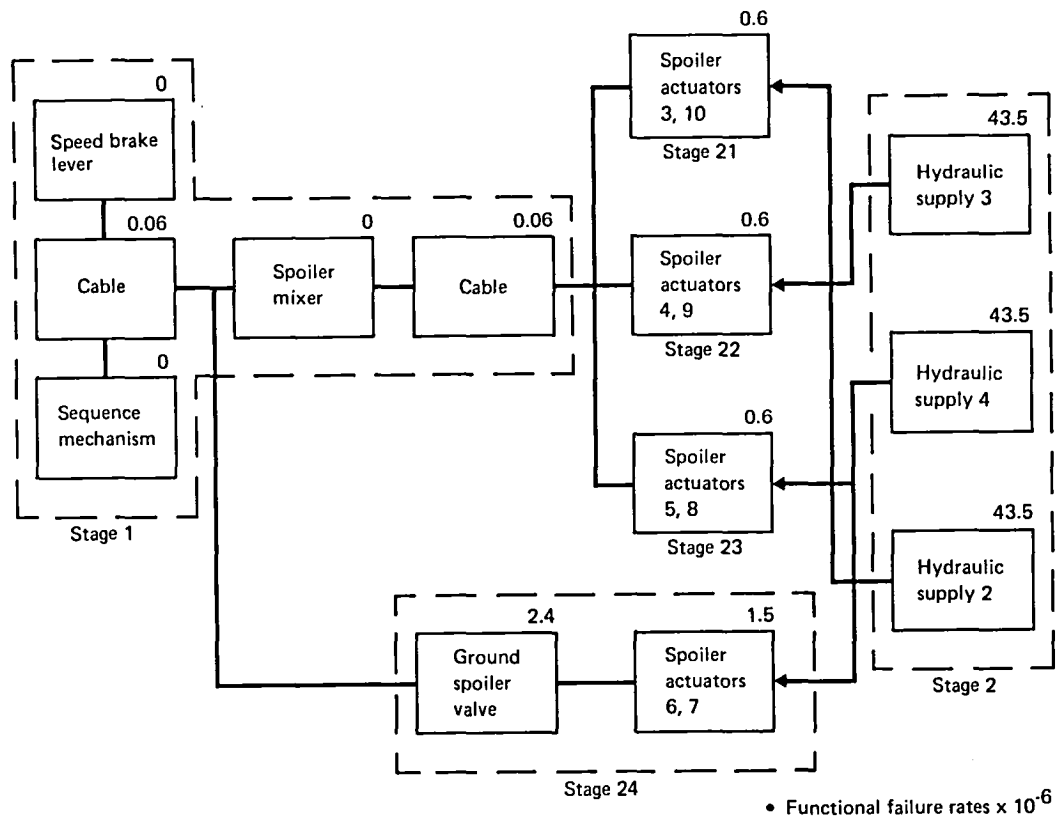 0
Speed brake
lever
0.06
Cable
0
Sequence
mechanism
Stage 1
0
Spoiler
mixer
0.06
Cable
0.6
Spoiler
actuators
3, 10
Stage 21
0.6
Spoiler
actuators
4, 9
Stage 22
0.6
Spoiler
actuators
5, 8
Stage 23
2.4
Ground
spoiler
valve
1.5
Spoiler
actuators
6, 7
Stage 24
43.5
Hydraulic
supply 3
43.5
Hydraulic
supply 4
43.5
Hydraulic
supply 2
Stage 2
• Functional failure rates x 10⁻⁶